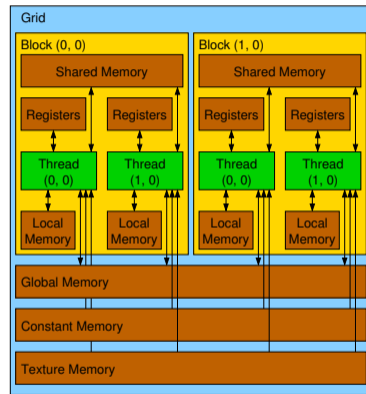 Grid
Block (0, 0)
Shared Memory
Registers
Registers
Thread
(0, 0)
Thread
(1, 0)
Local
Memory
Local
Memory
Block (1, 0)
Shared Memory
Registers
Registers
Thread
(0, 0)
Thread
(1, 0)
Local
Memory
Local
Memory
Global Memory
Constant Memory
Texture Memory